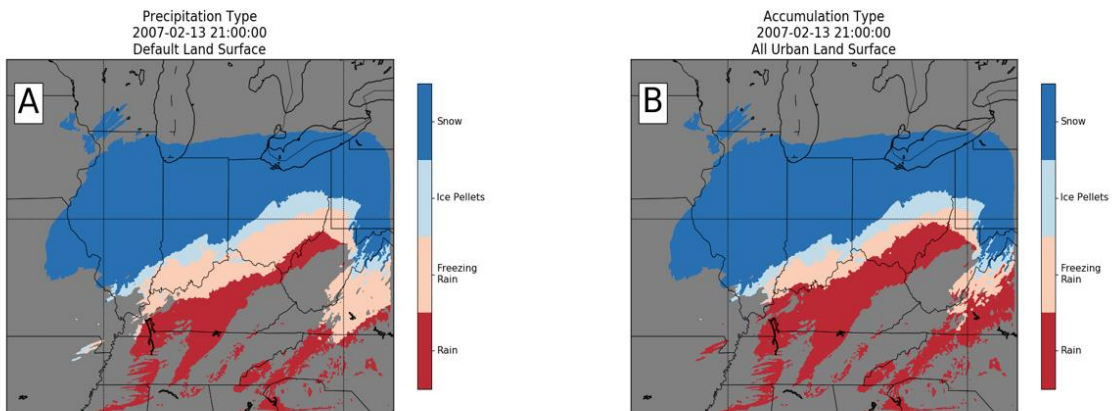 Precipitation Type
2007-02-13 21:00:00
Default Land Surface
A
Snow
Ice Pellets
Freezing
Rain
Rain
Accumulation Type
2007-02-13 21:00:00
All Urban Land Surface
B
Snow
Ice Pellets
Freezing
Rain
Rain